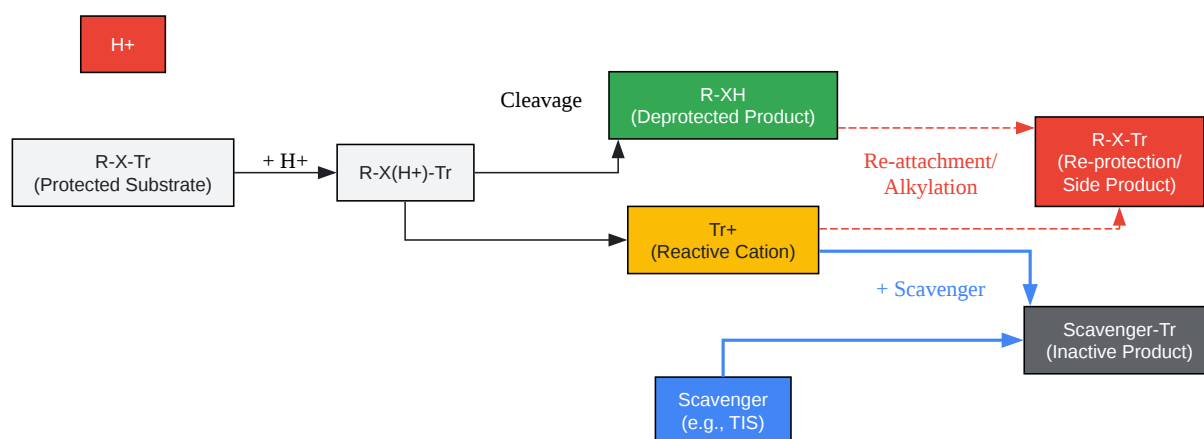 H+
R-X-Tr
(Protected Substrate)
+ H+
R-X(H+)-Tr
Cleavage
R-XH
(Deprotected Product)
Tr+
(Reactive Cation)
Re-attachment/
Alkylation
R-X-Tr
(Re-protection/
Side Product)
+ Scavenger
Scavenger-Tr
(Inactive Product)
Scavenger
(e.g., TIS)